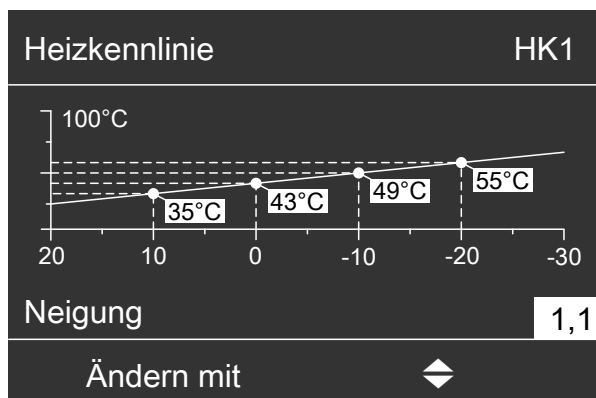 Heizkennlinie HK1
100°C
35°C 43°C 49°C 55°C
20 10 0 -10 -20 -30
Neigung 1,1
Ändern mit